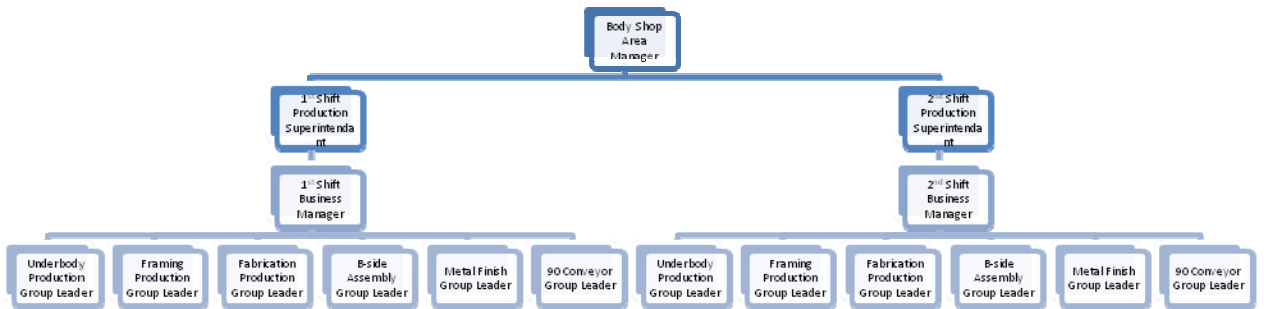 Body Shop
Area
Manager
1st Shift
Production
Superintenda
nt
2nd Shift
Production
Superintenda
nt
1st Shift
Business
Manager
2nd Shift
Business
Manager
Underbody
Production
Group Leader
Framing
Production
Group Leader
Fabrication
Production
Group Leader
B-side
Assembly
Group Leader
Metal Finish
Group Leader
90 Conveyor
Group Leader
Underbody
Production
Group Leader
Framing
Production
Group Leader
Fabrication
Production
Group Leader
B-side
Assembly
Group Leader
Metal Finish
Group Leader
90 Conveyor
Group Leader